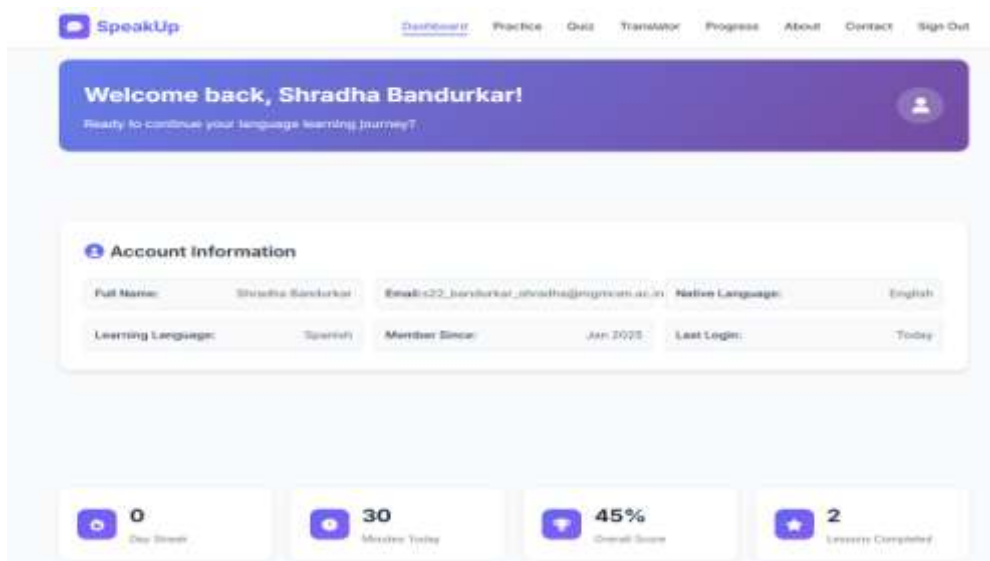 SpeakUp
Dashboard Practice Quiz Translator Progress About Contact Sign Out
Welcome back, Shradha Bandurkar!
Ready to continue your language learning journey?
Account Information
Full Name: Shradha Bandurkar Email: Native Language: English
Learning Language: Spanish Member Since: Jan 2025 Last Login: Today
0 30 45% 2
Day Streak Minutes Today Overall Score Lessons Completed